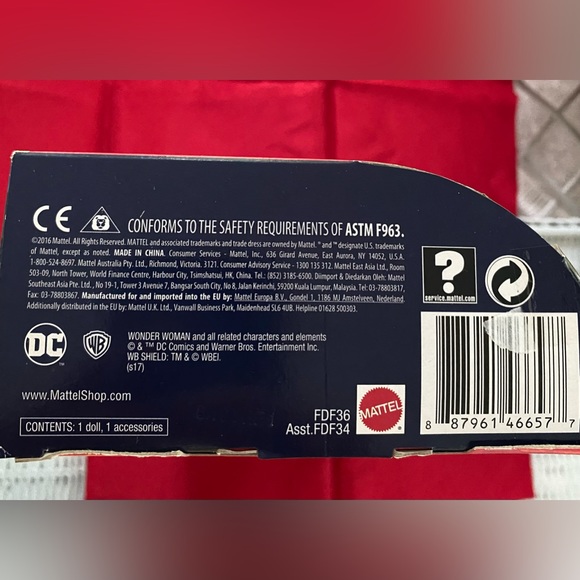 CE CONFORMS TO THE SAFETY REQUIREMENTS OF ASTM F963.
©2016 Mattel. All Rights Reserved. MATTEL and associated trademarks and trade dress are owned by Mattel. ™ and ™ designate U.S. trademarks
of Mattel, except as noted. MADE IN CHINA. Consumer Services - Mattel, Inc., 636 Girard Avenue, East Aurora, NY 14052, U.S.A.
1-800-524-8697. Mattel Australia Pty. Ltd., Richmond, Victoria. 3121. Consumer Advisory Service - 1300 135 312. Mattel East Asia Ltd., Room
503-09, North Tower, World Finance Centre, Harbour City, Tsimshatsui, HK, China. Tel.: (852) 3185-6500. Diimport & Diedarkan Oleh: Mattel
Southeast Asia Pte. Ltd., No 19-1, Tower 3 Avenue 7, Bangsar South City, No 8, Jalan Kerinchi, 59200 Kuala Lumpur, Malaysia. Tel: 03-78803817,
Fax: 03-78803867. Manufactured for and imported into the EU by: Mattel Europa B.V., Gondel 1, 1186 MJ Amstelveen, Nederland.
Additionally distributed in the EU by: Mattel U.K. Ltd., Vanwall Business Park, Maidenhead SL6 4UB. Helpline 01628 500303.
?
service.mattel.com
DC
WB
WONDER WOMAN and all related characters and elements
© & ™ DC Comics and Warner Bros. Entertainment Inc.
WB SHIELD: TM & © WBEI.
(s17)
www.MattelShop.com
CONTENTS: 1 doll, 1 accessories
FDF36
Asst.FDF34
MATTEL
8 87961 46657 7